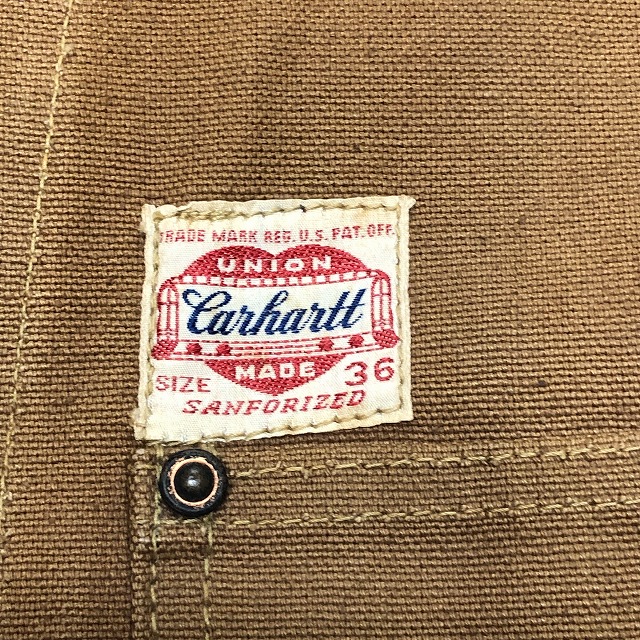 TRADE MARK REG. U.S. PAT. OFF.
UNION
Carhartt
MADE
SIZE 36
SANFORIZED